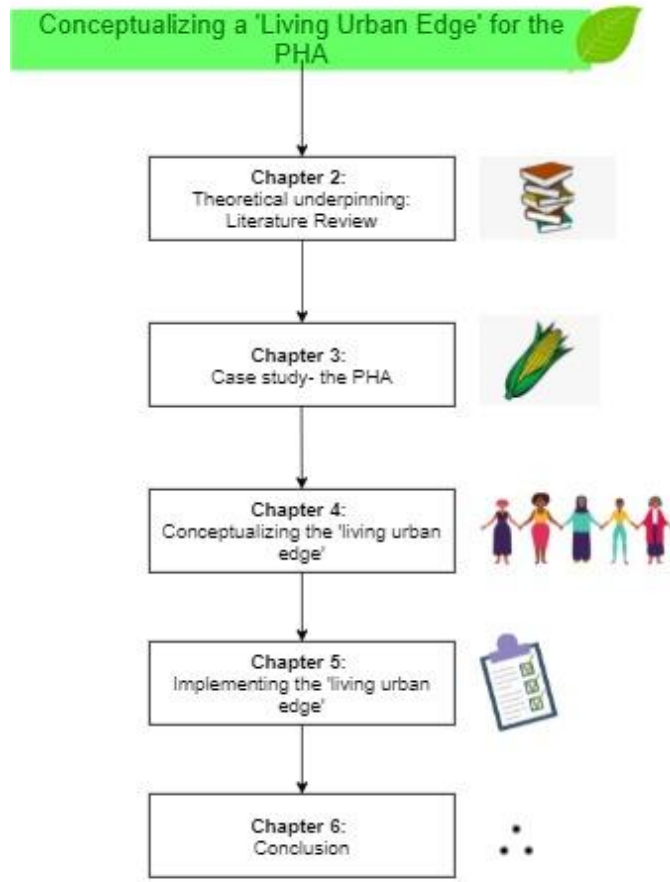 Conceptualizing a 'Living Urban Edge' for the
PHA
Chapter 2:
Theoretical underpinning:
Literature Review
Chapter 3:
Case study- the PHA
Chapter 4:
Conceptualizing the 'living urban
edge'
Chapter 5:
Implementing the 'living urban
edge'
Chapter 6:
Conclusion